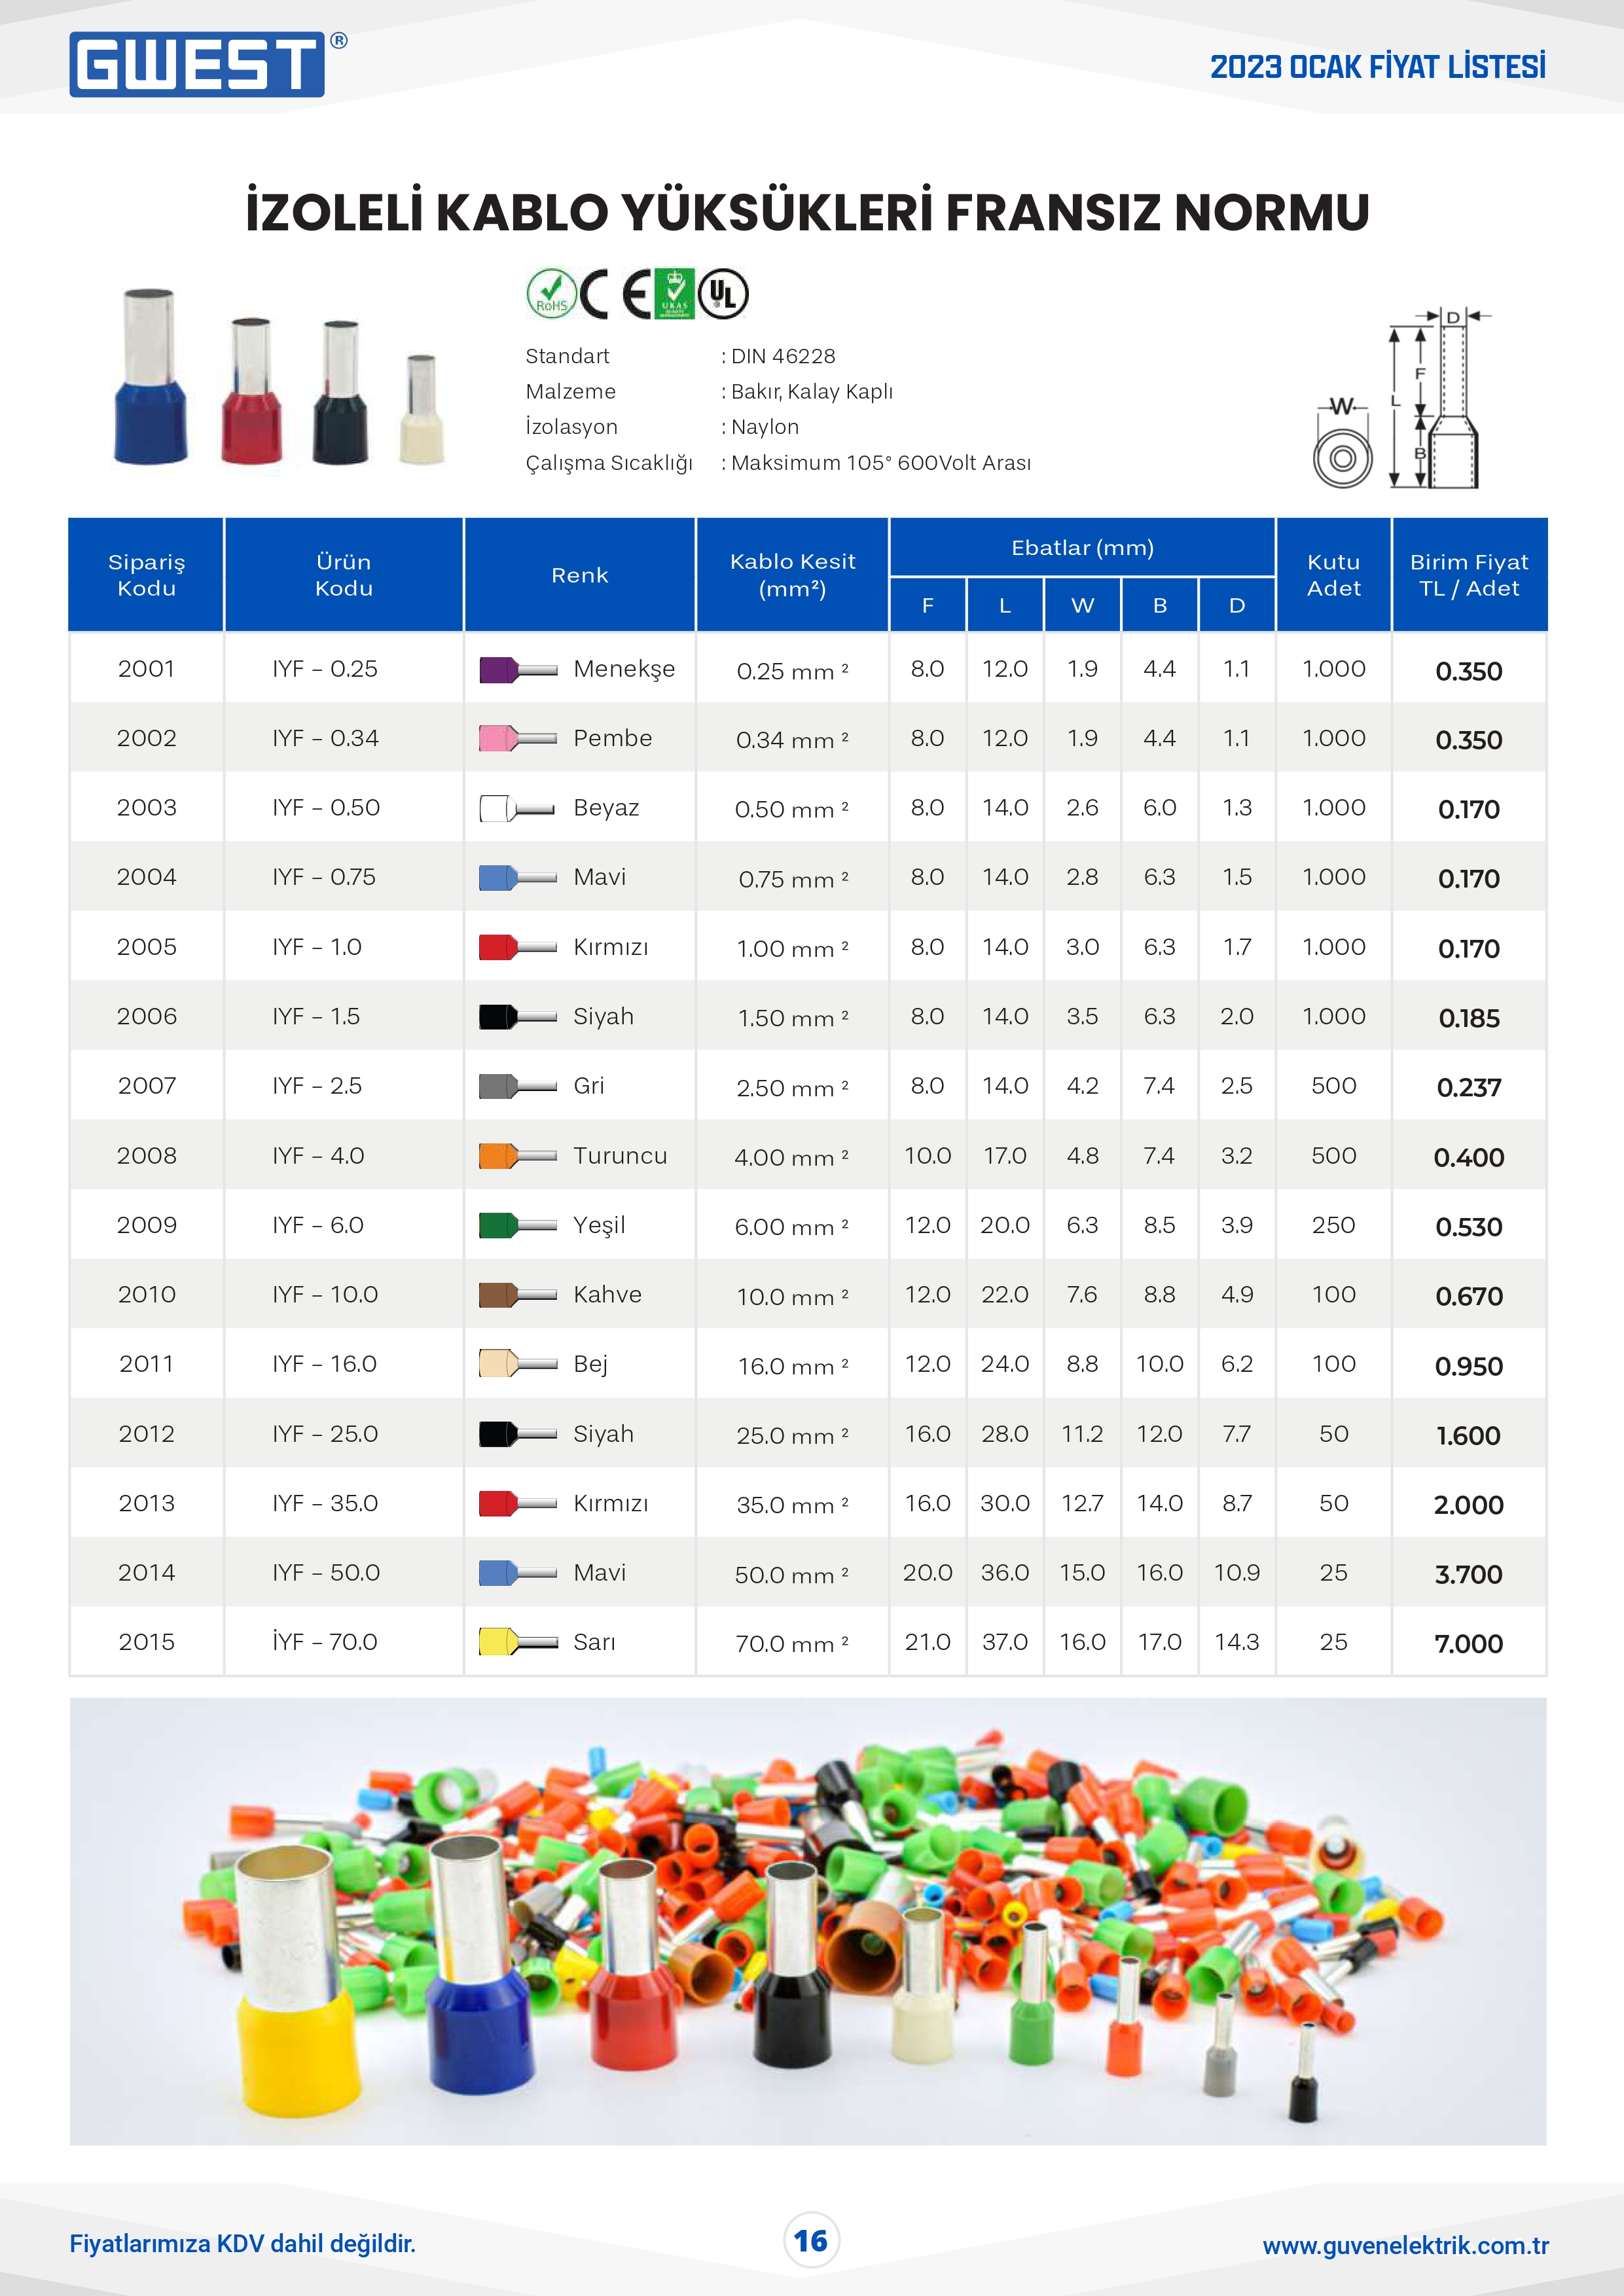 GWEST®
2023 OCAK FİYAT LİSTESİ
İZOLELİ KABLO YÜKSÜKLERİ FRANSIZ NORMU
RoHS CE UKAS QUALITY MANAGEMENT UL
Standart : DIN 46228
Malzeme : Bakır, Kalay Kaplı
İzolasyon : Naylon
Çalışma Sıcaklığı : Maksimum 105° 600Volt Arası
D
F
L
W
B
Sipariş Kodu Ürün Kodu Renk Kablo Kesit (mm²) Ebatlar (mm) Kutu Adet Birim Fiyat TL / Adet
F L W B D
2001 IYF – 0.25 Menekşe 0.25 mm ² 8.0 12.0 1.9 4.4 1.1 1.000 0.350
2002 IYF – 0.34 Pembe 0.34 mm ² 8.0 12.0 1.9 4.4 1.1 1.000 0.350
2003 IYF – 0.50 Beyaz 0.50 mm ² 8.0 14.0 2.6 6.0 1.3 1.000 0.170
2004 IYF – 0.75 Mavi 0.75 mm ² 8.0 14.0 2.8 6.3 1.5 1.000 0.170
2005 IYF – 1.0 Kırmızı 1.00 mm ² 8.0 14.0 3.0 6.3 1.7 1.000 0.170
2006 IYF – 1.5 Siyah 1.50 mm ² 8.0 14.0 3.5 6.3 2.0 1.000 0.185
2007 IYF – 2.5 Gri 2.50 mm ² 8.0 14.0 4.2 7.4 2.5 500 0.237
2008 IYF – 4.0 Turuncu 4.00 mm ² 10.0 17.0 4.8 7.4 3.2 500 0.400
2009 IYF – 6.0 Yeşil 6.00 mm ² 12.0 20.0 6.3 8.5 3.9 250 0.530
2010 IYF – 10.0 Kahve 10.0 mm ² 12.0 22.0 7.6 8.8 4.9 100 0.670
2011 IYF – 16.0 Bej 16.0 mm ² 12.0 24.0 8.8 10.0 6.2 100 0.950
2012 IYF – 25.0 Siyah 25.0 mm ² 16.0 28.0 11.2 12.0 7.7 50 1.600
2013 IYF – 35.0 Kırmızı 35.0 mm ² 16.0 30.0 12.7 14.0 8.7 50 2.000
2014 IYF – 50.0 Mavi 50.0 mm ² 20.0 36.0 15.0 16.0 10.9 25 3.700
2015 İYF – 70.0 Sarı 70.0 mm ² 21.0 37.0 16.0 17.0 14.3 25 7.000
Fiyatlarımıza KDV dahil değildir.
16
www.guvenelektrik.com.tr